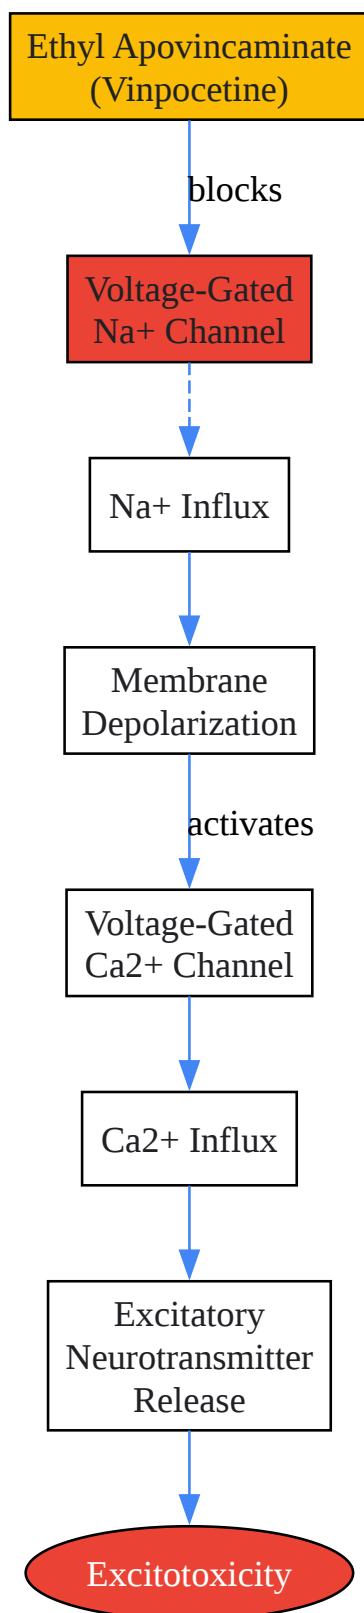 Ethyl Apovincaminate
(Vinpocetine)
blocks
Voltage-Gated
Na+ Channel
Na+ Influx
Membrane
Depolarization
activates
Voltage-Gated
Ca2+ Channel
Ca2+ Influx
Excitatory
Neurotransmitter
Release
Excitotoxicity